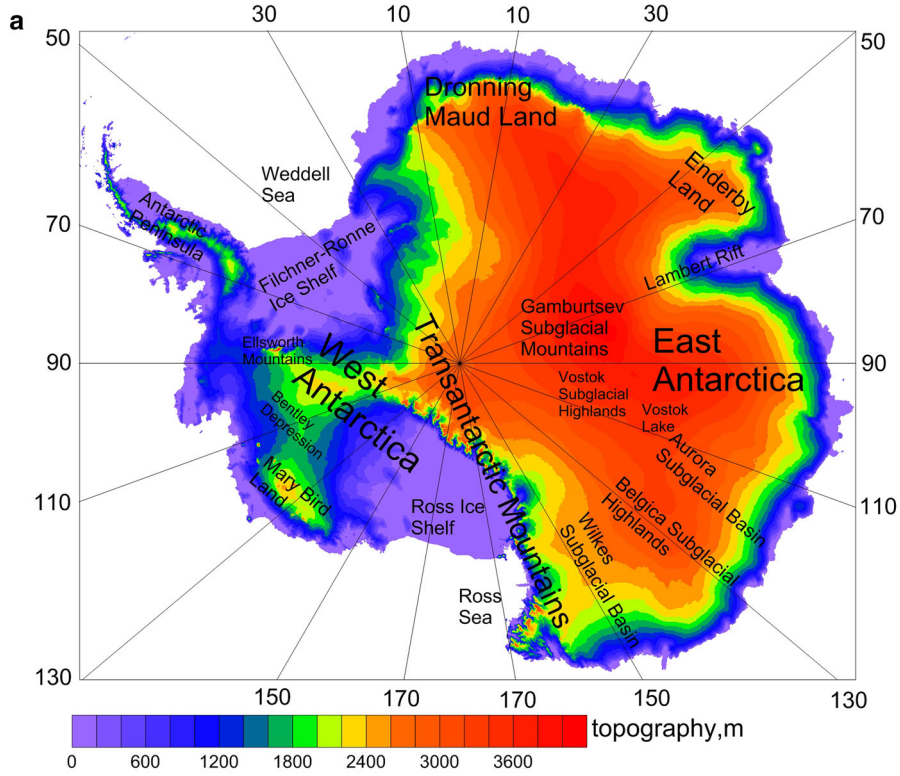 a
30
10
10
30
50
50
Dronning
Maud Land
Weddell
Sea
Enderby
Land
Antarctic
Peninsula
70
70
Filchner-Ronne
Ice Shelf
Lambert Rift
Gamburtsev
Subglacial
Mountains
East
Antarctica
Ellsworth
Mountains
West
Antarctica
Transantarctic Mountains
90
90
Vostok
Subglacial
Highlands
Vostok
Lake
Bentley
Depression
Aurora
Subglacial Basin
Mary Bird
Land
Belgica Subglacial
Highlands
110
110
Ross Ice
Shelf
Wilkes
Subglacial Basin
Ross
Sea
130
150
170
170
150
130
topography,m
0
600
1200
1800
2400
3000
3600